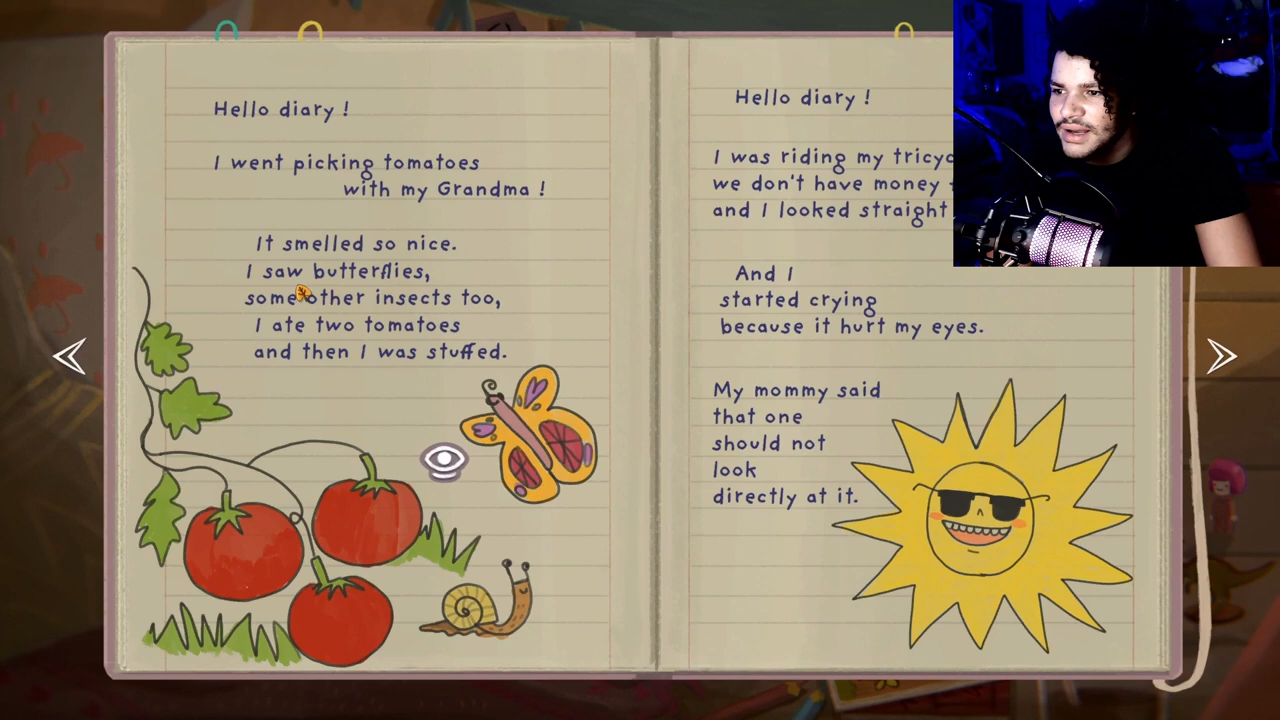 Hello diary !
I went picking tomatoes
with my Grandma !
It smelled so nice.
I saw butterflies,
some other insects too,
I ate two tomatoes
and then I was stuffed.
Hello diary !
I was riding my
we don't have money
and I looked straight
And I
started crying
because it hurt my eyes.
My mommy said
that one
should not
look
directly at it.